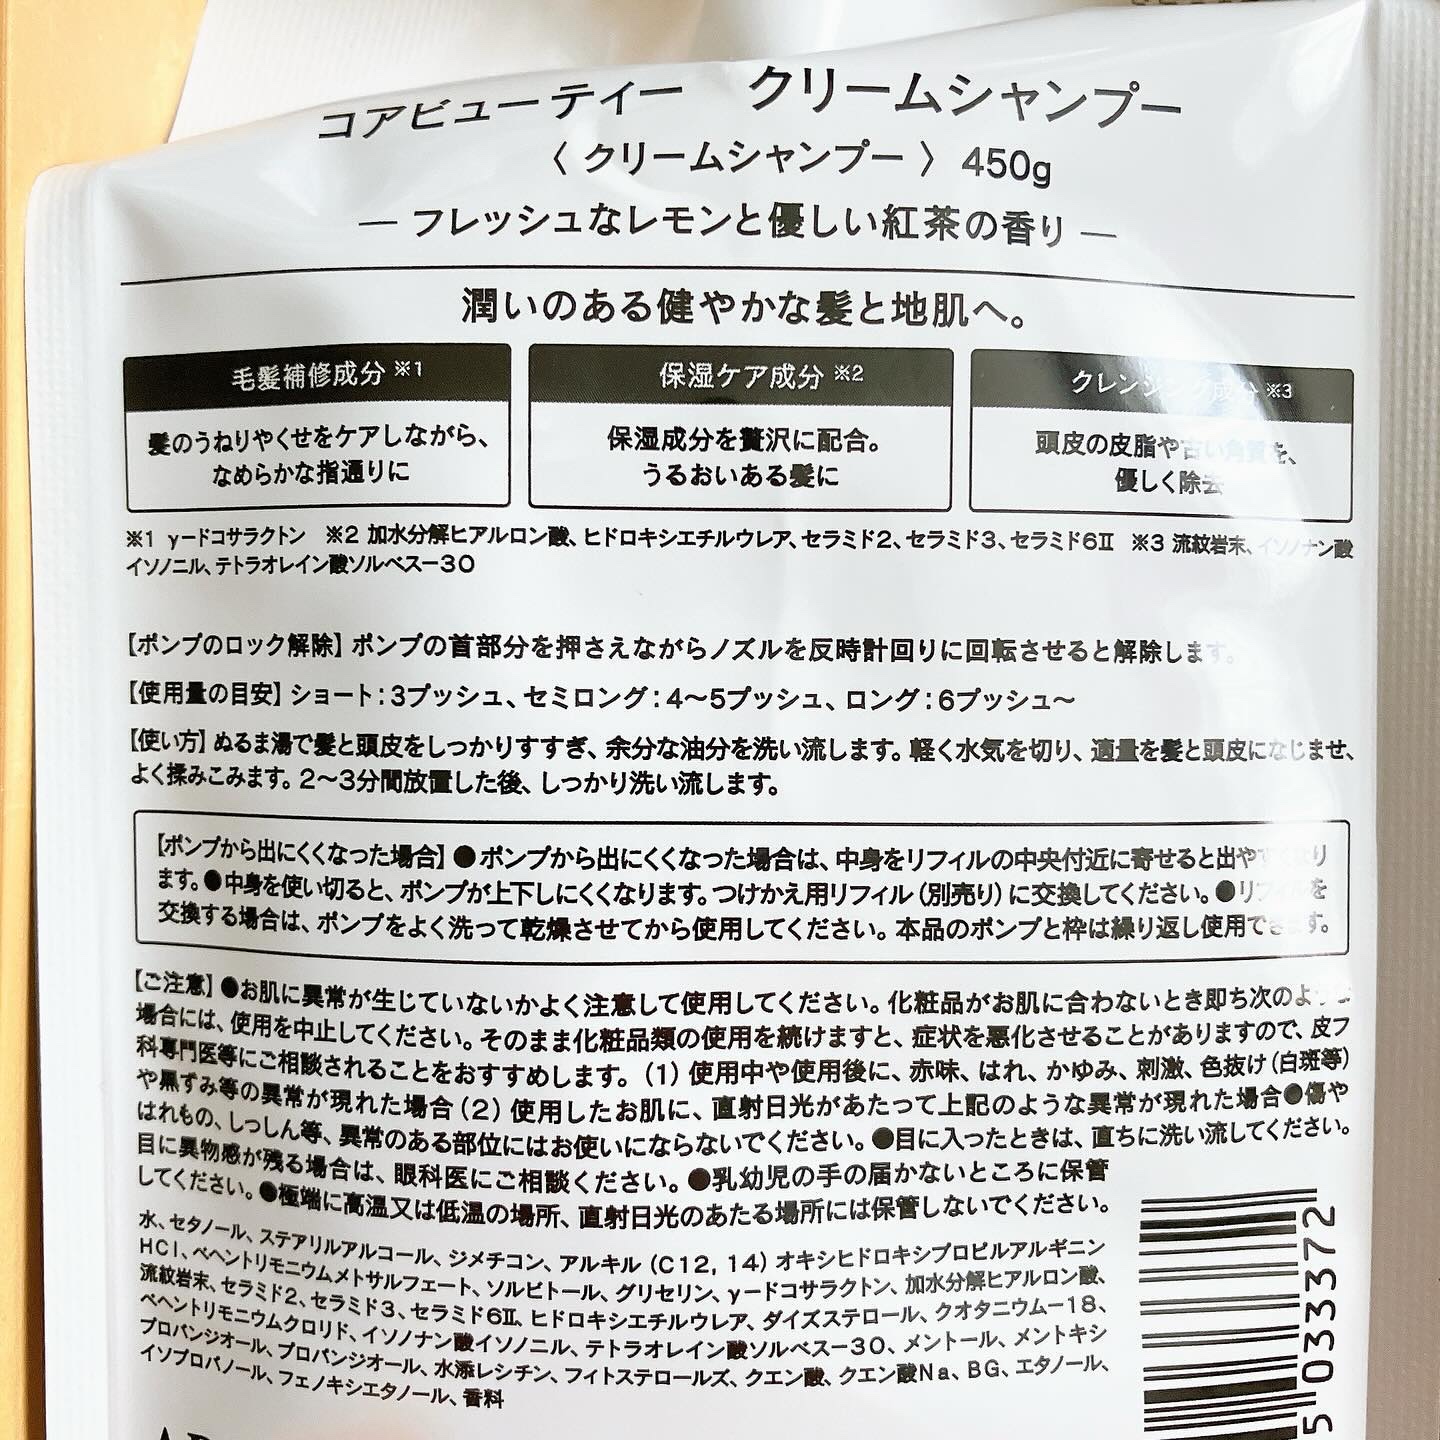 コアビューティー　クリームシャンプー
〈 クリームシャンプー 〉 450g
― フレッシュなレモンと優しい紅茶の香り ―
潤いのある健やかな髪と地肌へ。
毛髪補修成分 ※1
髪のうねりやくせをケアしながら、
なめらかな指通りに
保湿ケア成分 ※2
保湿成分を贅沢に配合。
うるおいある髪に
クレンジング成分 ※3
頭皮の皮脂や古い角質を、
優しく除去
※1 γ-ドコサラクトン　※2 加水分解ヒアルロン酸、ヒドロキシエチルウレア、セラミド2、セラミド3、セラミド6Ⅱ　※3 流紋岩末、イソノナン酸
イソノニル、テトラオレイン酸ソルベス-30
【ポンプのロック解除】ポンプの首部分を押さえながらノズルを反時計回りに回転させると解除します。
【使用量の目安】ショート：3プッシュ、セミロング：4〜5プッシュ、ロング：6プッシュ〜
【使い方】ぬるま湯で髪と頭皮をしっかりすすぎ、余分な油分を洗い流します。軽く水気を切り、適量を髪と頭皮になじませ、
よく揉みこみます。2〜3分間放置した後、しっかり洗い流します。
【ポンプから出にくくなった場合】●ポンプから出にくくなった場合は、中身をリフィルの中央付近に寄せると出やすくなり
ます。●中身を使い切ると、ポンプが上下しにくくなります。つけかえ用リフィル（別売り）に交換してください。●リフィルを
交換する場合は、ポンプをよく洗って乾燥させてから使用してください。本品のポンプと枠は繰り返し使用できます。
【ご注意】●お肌に異常が生じていないかよく注意して使用してください。化粧品がお肌に合わないとき即ち次のような
場合には、使用を中止してください。そのまま化粧品類の使用を続けますと、症状を悪化させることがありますので、皮フ
科専門医等にご相談されることをおすすめします。（1）使用中や使用後に、赤味、はれ、かゆみ、刺激、色抜け（白斑等）
や黒ずみ等の異常が現れた場合（2）使用したお肌に、直射日光があたって上記のような異常が現れた場合●傷や
はれもの、しっしん等、異常のある部位にはお使いにならないでください。●目に入ったときは、直ちに洗い流してください。
目に異物感が残る場合は、眼科医にご相談ください。●乳幼児の手の届かないところに保管
してください。●極端に高温又は低温の場所、直射日光のあたる場所には保管しないでください。
水、セタノール、ステアリルアルコール、ジメチコン、アルキル（C12, 14）オキシヒドロキシプロピルアルギニン
HCl、ベヘントリモニウムメトサルフェート、ソルビトール、グリセリン、γ-ドコサラクトン、加水分解ヒアルロン酸、
流紋岩末、セラミド2、セラミド3、セラミド6Ⅱ、ヒドロキシエチルウレア、ダイズステロール、クオタニウム-18、
ベヘントリモニウムクロリド、イソノナン酸イソノニル、テトラオレイン酸ソルベス-30、メントール、メントキシ
プロパンジオール、プロパンジオール、水添レシチン、フィトステロールズ、クエン酸、クエン酸Na、BG、エタノール、
イソプロパノール、フェノキシエタノール、香料
5 033372